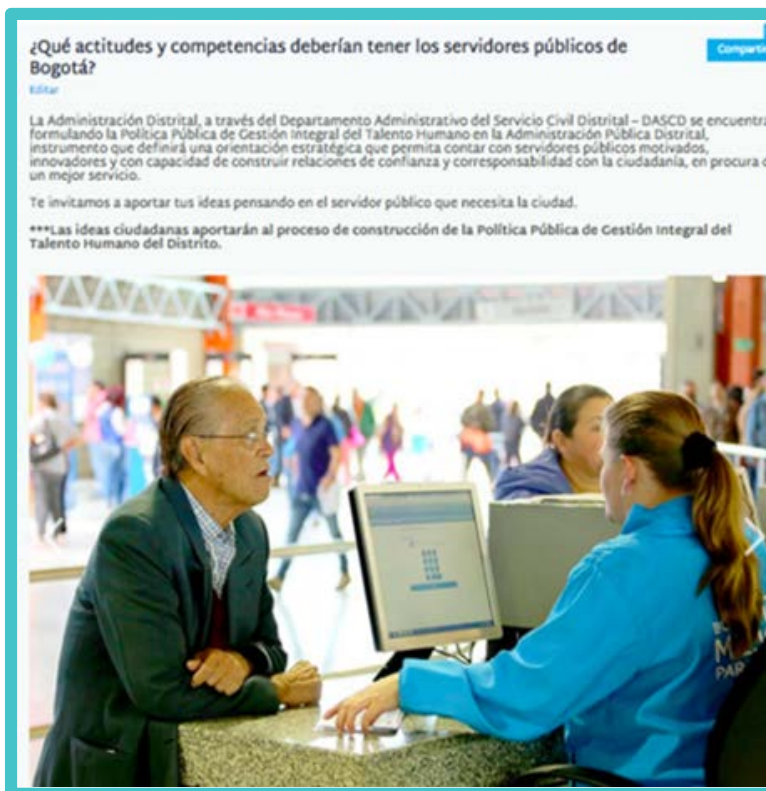 ¿Qué actitudes y competencias deberían tener los servidores públicos de
Bogotá?
Compartir
Editar
La Administración Distrital, a través del Departamento Administrativo del Servicio Civil Distrital – DASCD se encuentra
formulando la Política Pública de Gestión Integral del Talento Humano en la Administración Pública Distrital,
instrumento que definirá una orientación estratégica que permita contar con servidores públicos motivados,
innovadores y con capacidad de construir relaciones de confianza y corresponsabilidad con la ciudadanía, en procura
un mejor servicio.
Te invitamos a aportar tus ideas pensando en el servidor público que necesita la ciudad.
***Las ideas ciudadanas aportarán al proceso de construcción de la Política Pública de Gestión Integral del
Talento Humano del Distrito.